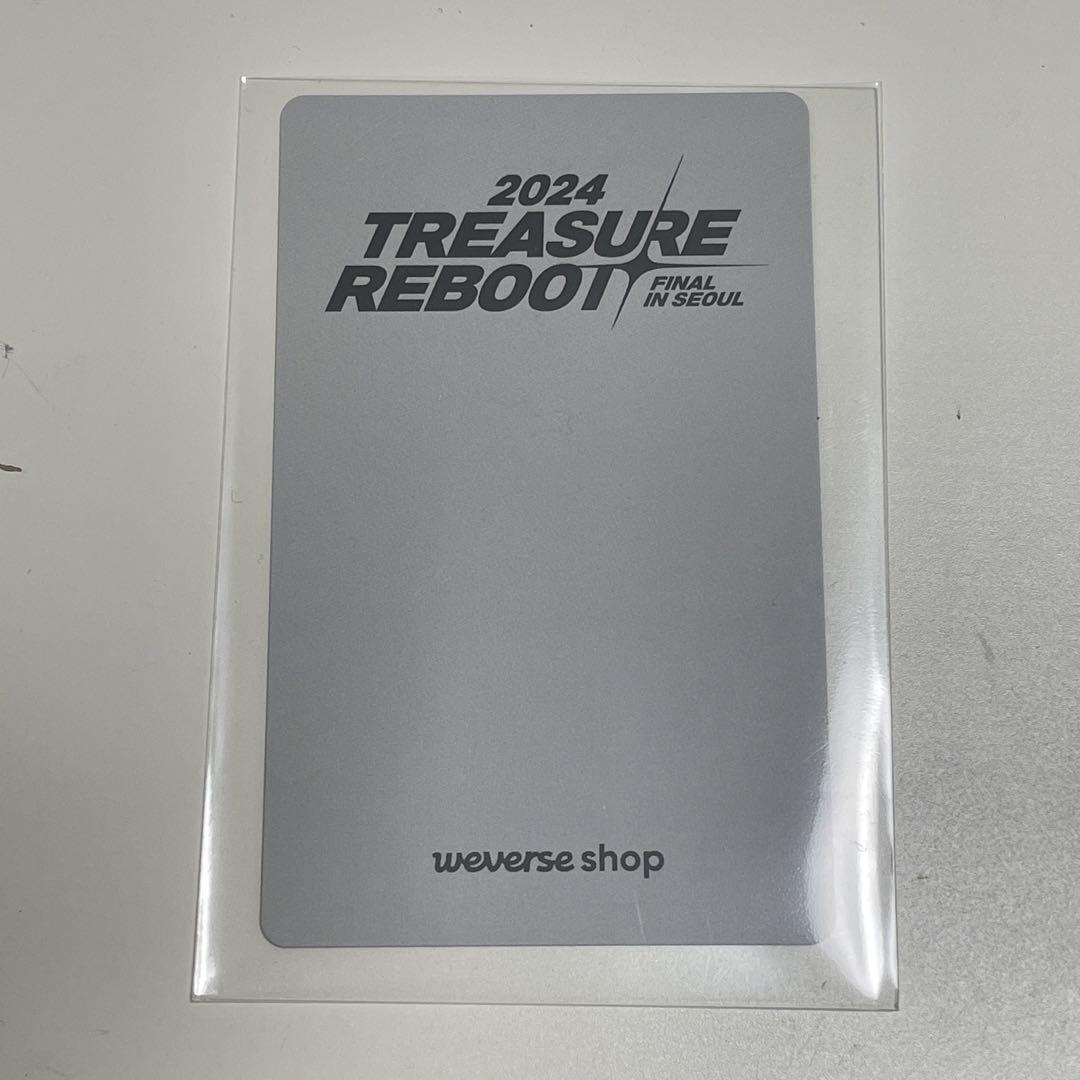 2024
TREASURE
REBOOT
FINAL
IN SEOUL
weverse shop